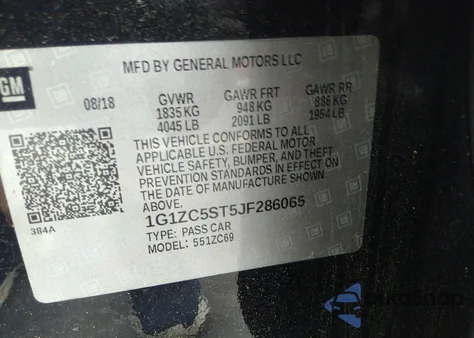 GM
MFD BY GENERAL MOTORS LLC
08/18 GVWR GAWR FRT GAWR RR
1835 KG 948 KG 886 KG
4045 LB 2091 LB 1954 LB
THIS VEHICLE CONFORMS TO ALL
APPLICABLE U.S. FEDERAL MOTOR
VEHICLE SAFETY, BUMPER, AND THEFT
PREVENTION STANDARDS IN EFFECT ON
THE DATE OF MANUFACTURE SHOWN
ABOVE.
1G1ZC5ST5JF286065
TYPE: PASS CAR
MODEL: 551ZC69
384A